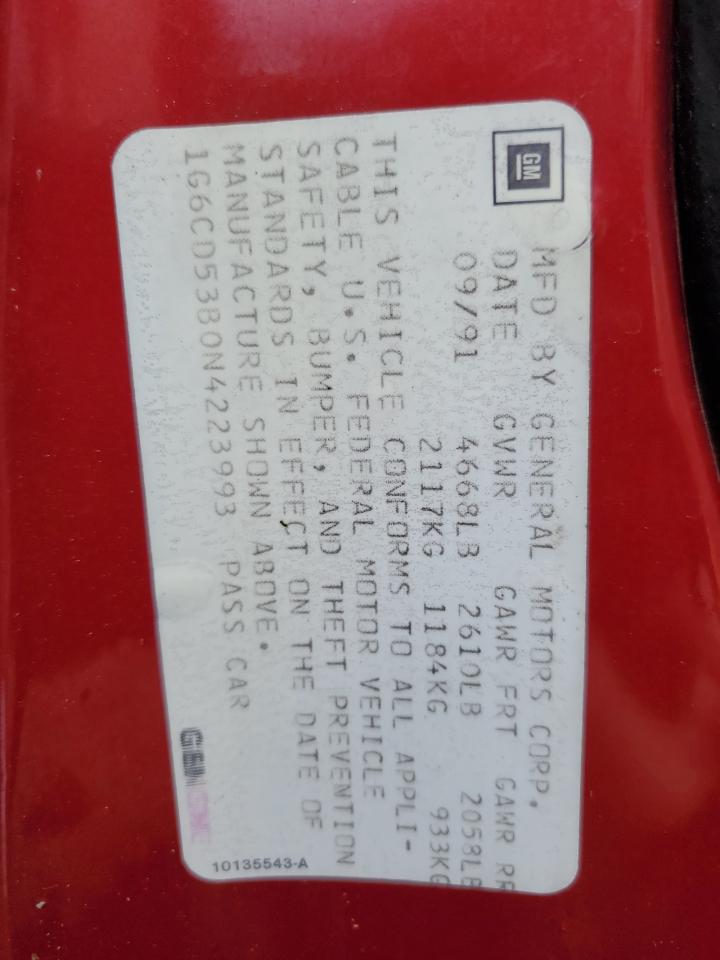 GM
MFD BY GENERAL MOTORS CORP.
DATE GVWR GAWR FRT GAWR RR
09/91 4668LB 2610LB 2058LB
2117KG 1184KG 933KG
THIS VEHICLE CONFORMS TO ALL APPLI-
CABLE U.S. FEDERAL MOTOR VEHICLE
SAFETY, BUMPER, AND THEFT PREVENTION
STANDARDS IN EFFECT ON THE DATE OF
MANUFACTURE SHOWN ABOVE.
1G6CD53B0N4223993 PASS CAR
10135543-A